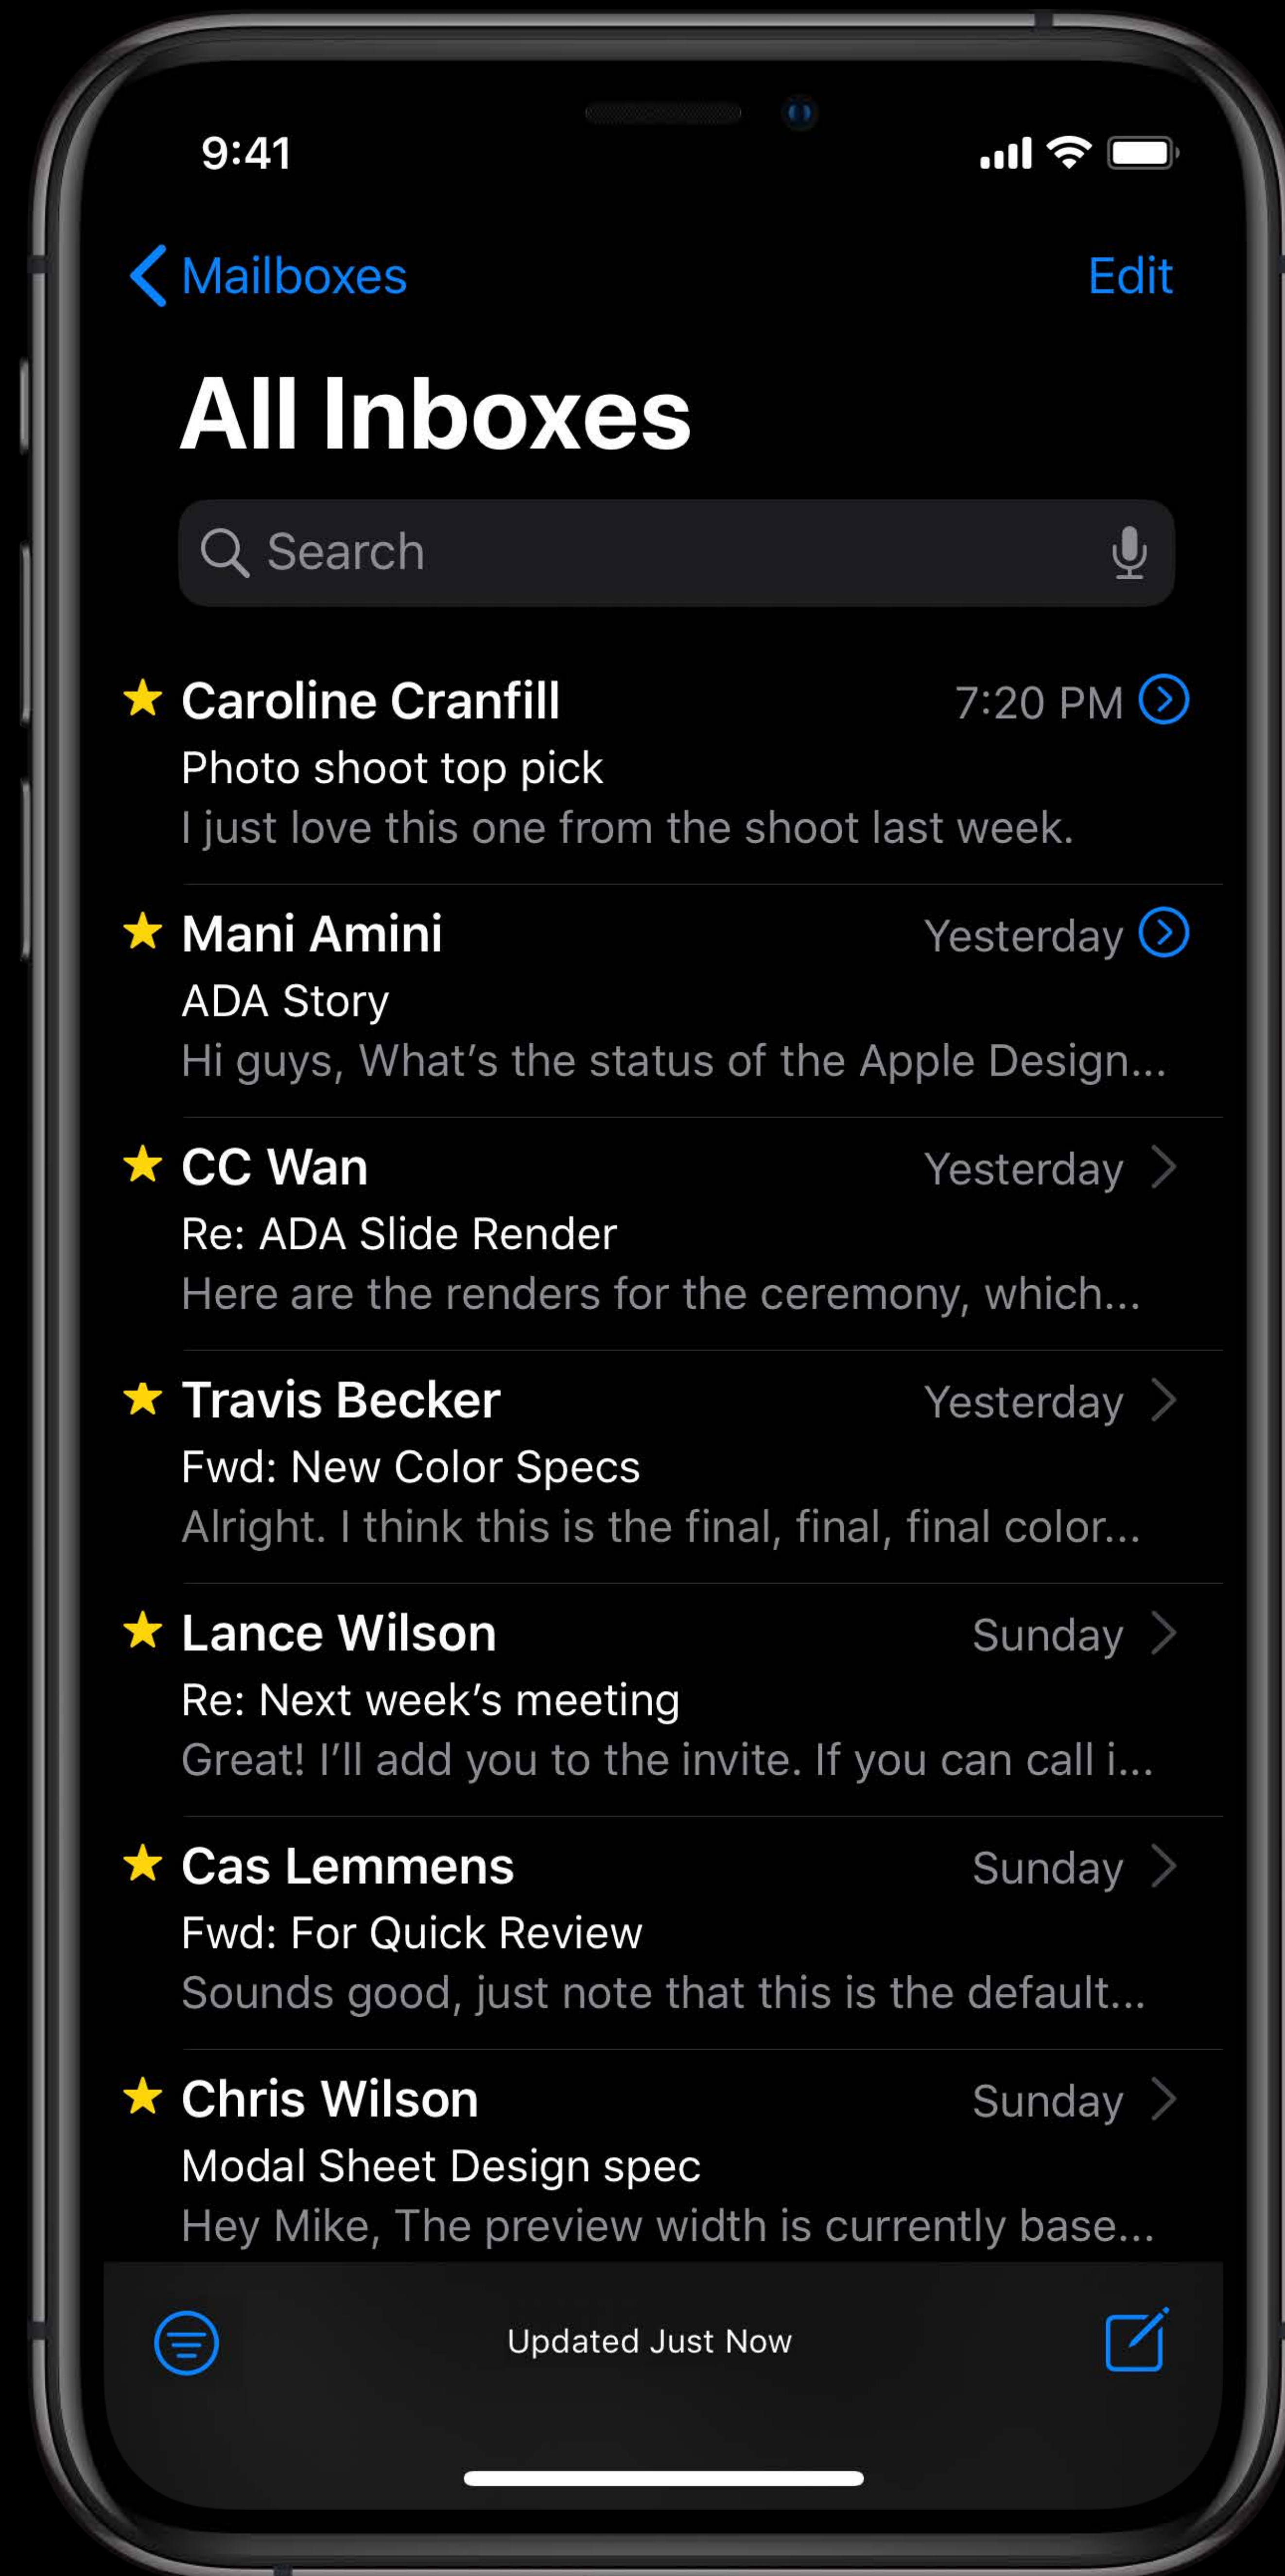 9:41
Mailboxes
Edit
All Inboxes
Search
Caroline Cranfill
7:20 PM
Photo shoot top pick
I just love this one from the shoot last week.
Mani Amini
Yesterday
ADA Story
Hi guys, What’s the status of the Apple Design...
CC Wan
Yesterday
Re: ADA Slide Render
Here are the renders for the ceremony, which...
Travis Becker
Yesterday
Fwd: New Color Specs
Alright. I think this is the final, final, final color...
Lance Wilson
Sunday
Re: Next week’s meeting
Great! I’ll add you to the invite. If you can call i...
Cas Lemmens
Sunday
Fwd: For Quick Review
Sounds good, just note that this is the default...
Chris Wilson
Sunday
Modal Sheet Design spec
Hey Mike, The preview width is currently base...
Updated Just Now